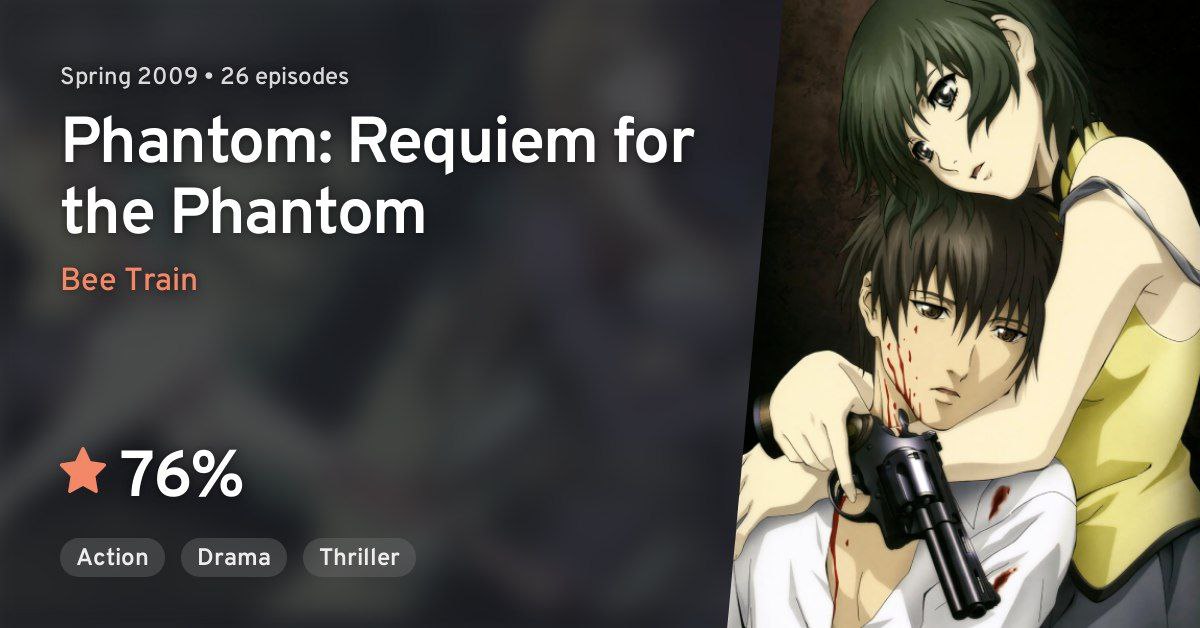 Spring 2009 • 26 episodes
Phantom: Requiem for
the Phantom
Bee Train
76%
Action Drama Thriller